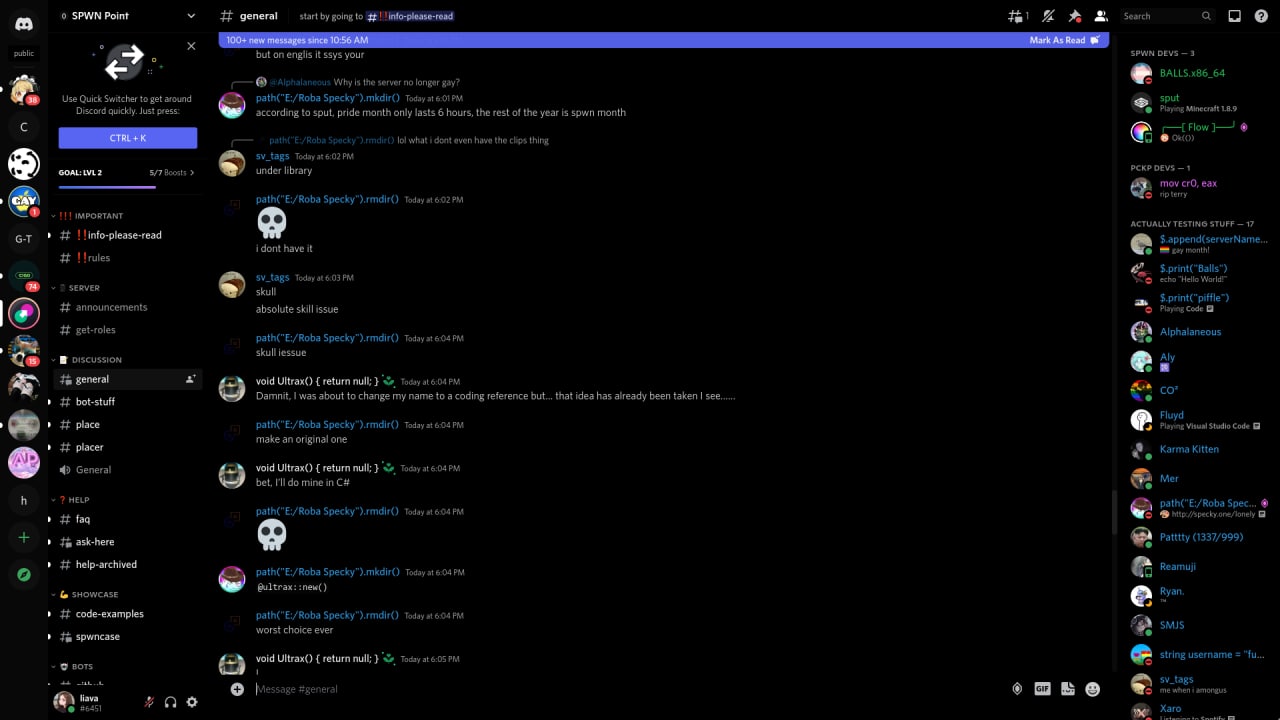 SPWN Point
general
start by going to # ‼️info-please-read
1
Search
public
38
C
GAY
1
G-T
74
15
h
Use Quick Switcher to get around
Discord quickly. Just press:
CTRL + K
GOAL: LVL 2
5/7 Boosts
!!! IMPORTANT
‼️info-please-read
‼️rules
SERVER
announcements
get-roles
DISCUSSION
general
bot-stuff
place
placer
General
❓ HELP
faq
ask-here
help-archived
SHOWCASE
code-examples
spwncase
BOTS
github
liava
#6451
100+ new messages since 10:56 AM
Mark As Read
but on englis it ssys your
@Alphalaneous Why is the server no longer gay?
path("E:/Roba Specky").mkdir() Today at 6:01 PM
according to sput, pride month only lasts 6 hours, the rest of the year is spwn month
path("E:/Roba Specky").rmdir() lol what i dont even have the clips thing
sv_tags Today at 6:02 PM
under library
path("E:/Roba Specky").rmdir() Today at 6:02 PM
i dont have it
sv_tags Today at 6:03 PM
skull
absolute skill issue
path("E:/Roba Specky").rmdir() Today at 6:04 PM
skull iessue
void Ultrax() { return null; } Today at 6:04 PM
Damnit, I was about to change my name to a coding reference but... that idea has already been taken I see......
path("E:/Roba Specky").rmdir() Today at 6:04 PM
make an original one
void Ultrax() { return null; } Today at 6:04 PM
bet, I'll do mine in C#
path("E:/Roba Specky").rmdir() Today at 6:04 PM
path("E:/Roba Specky").mkdir() Today at 6:04 PM
@ultrax::new()
path("E:/Roba Specky").rmdir() Today at 6:04 PM
worst choice ever
void Ultrax() { return null; } Today at 6:05 PM
Message #general
GIF
SPWN DEVS — 3
BALLS.x86_64
sput
Playing Minecraft 1.8.9
[ Flow ]
Ok(())
PCKP DEVS — 1
mov cr0, eax
rip terry
ACTUALLY TESTING STUFF — 17
$.append(serverName...
gay month!
$.print("Balls")
echo "Hello World!"
$.print("piffle")
Playing Code
Alphalaneous
Aly
CO²
Fluyd
Playing Visual Studio Code
Karma Kitten
Mer
path("E:/Roba Spec...
http://specky.one/lonely
Patttty (1337/999)
Reamuji
Ryan.
™
SMJS
string username = "fu...
sv_tags
me when i amongus
Xaro
Listening to Spotify